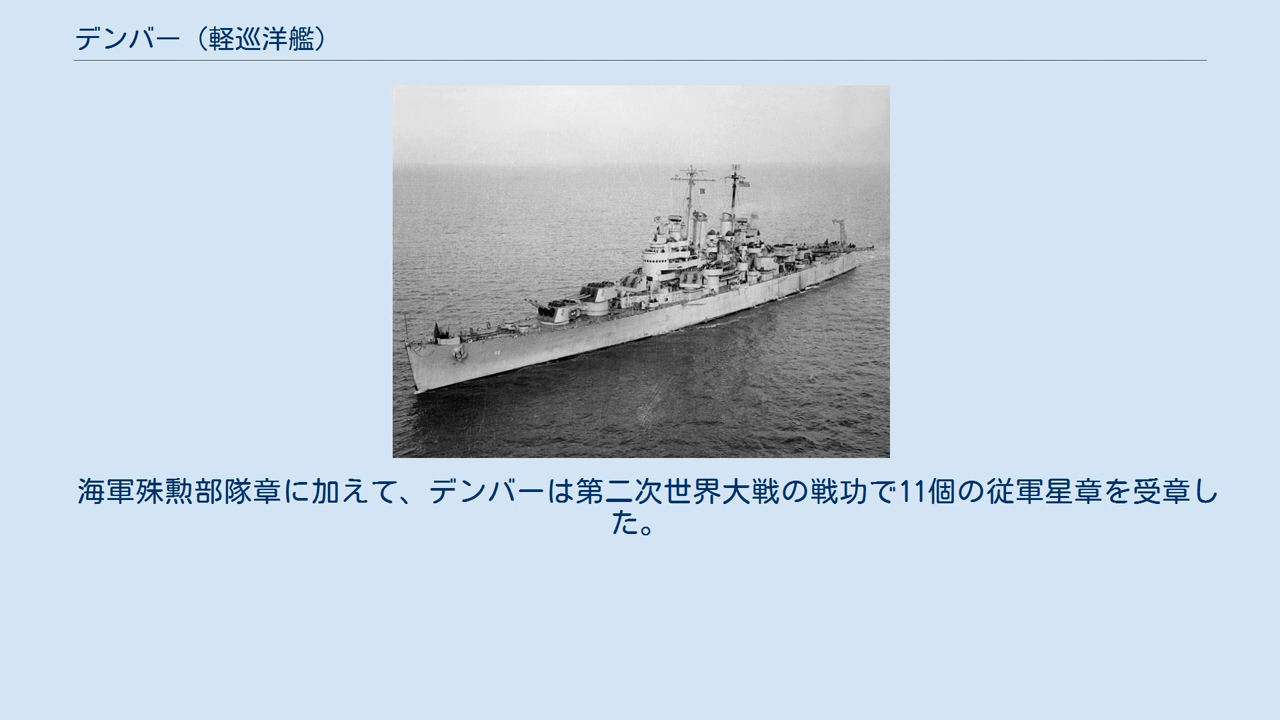 デンバー（軽巡洋艦）
海軍殊勲部隊章に加えて、デンバーは第二次世界大戦の戦功で11個の従軍星章を受章し
た。